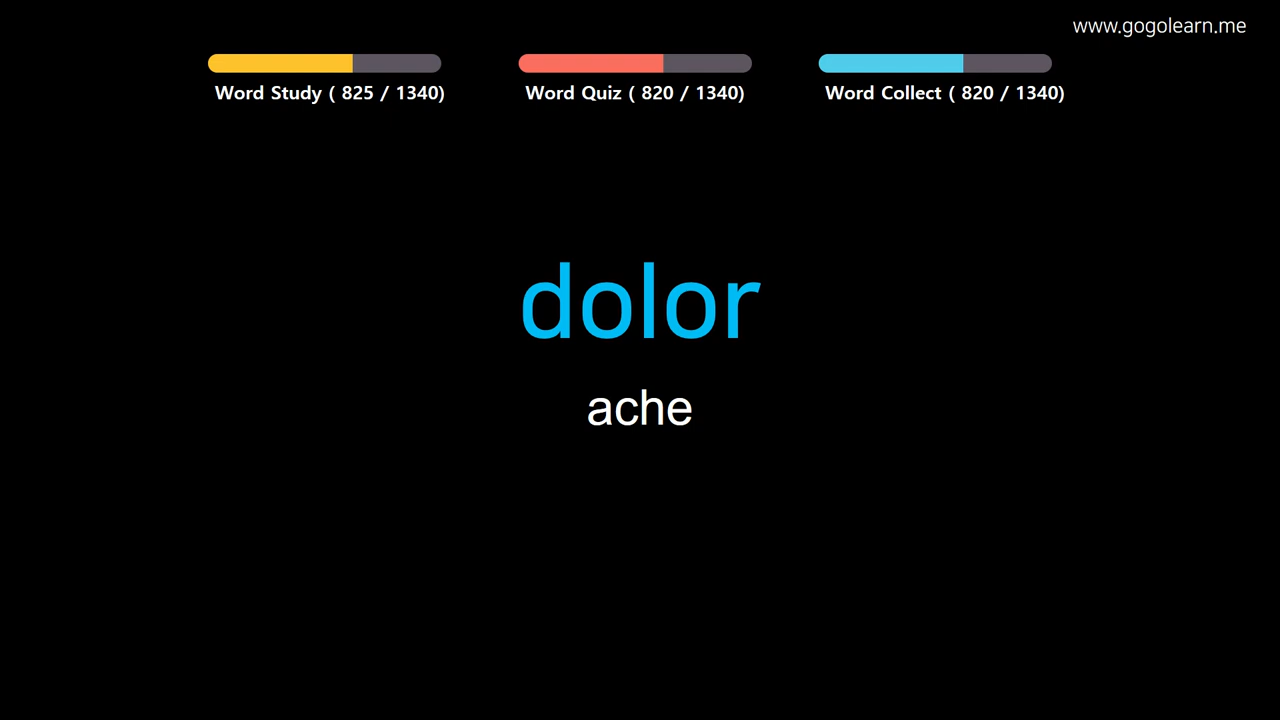 www.gogolearn.me
Word Study ( 825 / 1340)
Word Quiz ( 820 / 1340)
Word Collect ( 820 / 1340)
dolor
ache